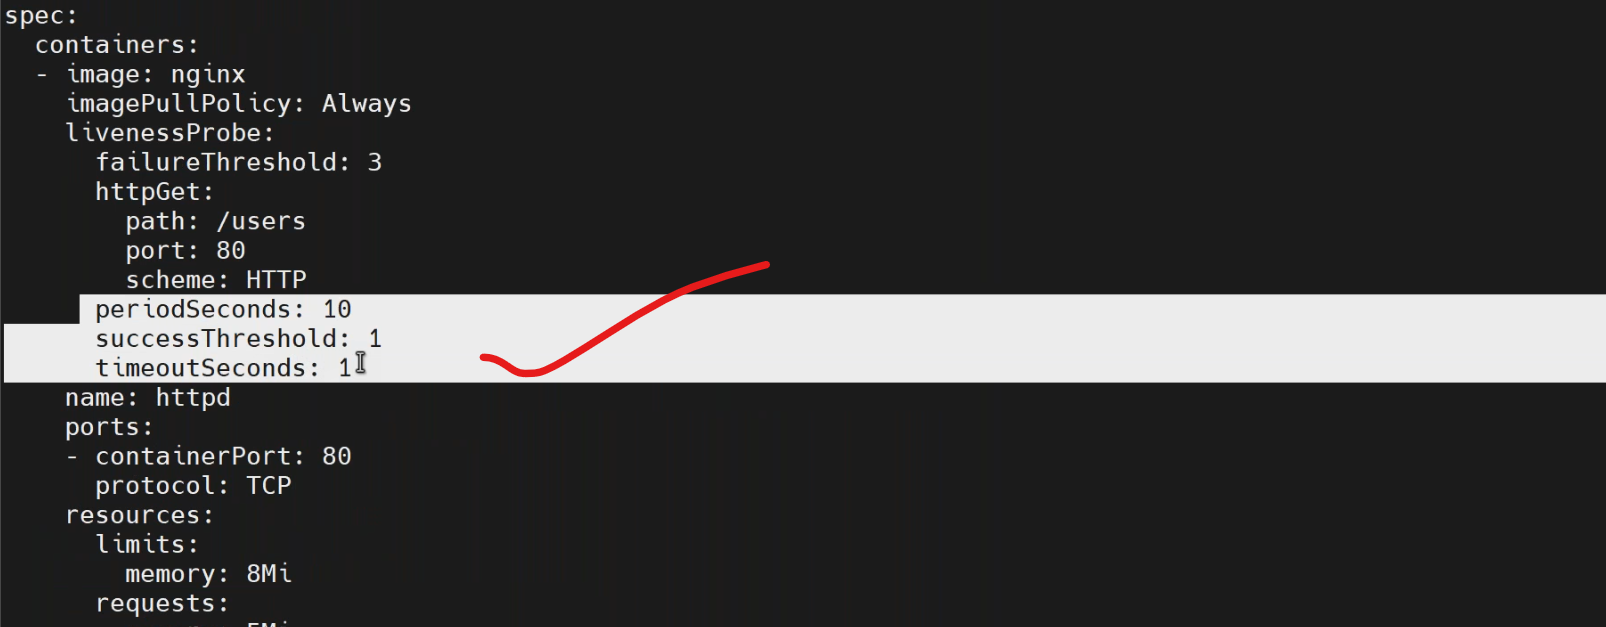 spec:
  containers:
  - image: nginx
    imagePullPolicy: Always
    livenessProbe:
      failureThreshold: 3
      httpGet:
        path: /users
        port: 80
        scheme: HTTP
      periodSeconds: 10
      successThreshold: 1
      timeoutSeconds: 1
    name: httpd
    ports:
    - containerPort: 80
      protocol: TCP
    resources:
      limits:
        memory: 8Mi
      requests: